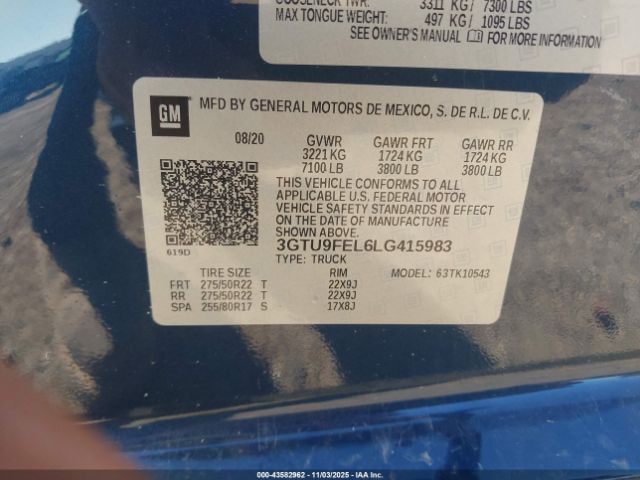 GOOSENECK TWR: 3311 KG / 7300 LBS
MAX TONGUE WEIGHT: 497 KG / 1095 LBS
SEE OWNER'S MANUAL FOR MORE INFORMATION
GM MFD BY GENERAL MOTORS DE MEXICO, S. DE R.L. DE C.V.
08/20 GVWR GAWR FRT GAWR RR
3221 KG 1724 KG 1724 KG
7100 LB 3800 LB 3800 LB
THIS VEHICLE CONFORMS TO ALL
APPLICABLE U.S. FEDERAL MOTOR
VEHICLE SAFETY STANDARDS IN EFFECT
ON THE DATE OF MANUFACTURE SHOWN
ABOVE.
3GTU9FEL6LG415983
619D
TYPE: TRUCK MODEL: 63TK10543
TIRE SIZE RIM
FRT 275/50R22 T 22X9J
RR 275/50R22 T 22X9J
SPA 255/80R17 S 17X8J
000-43582962 - 11/03/2025 - IAA Inc.